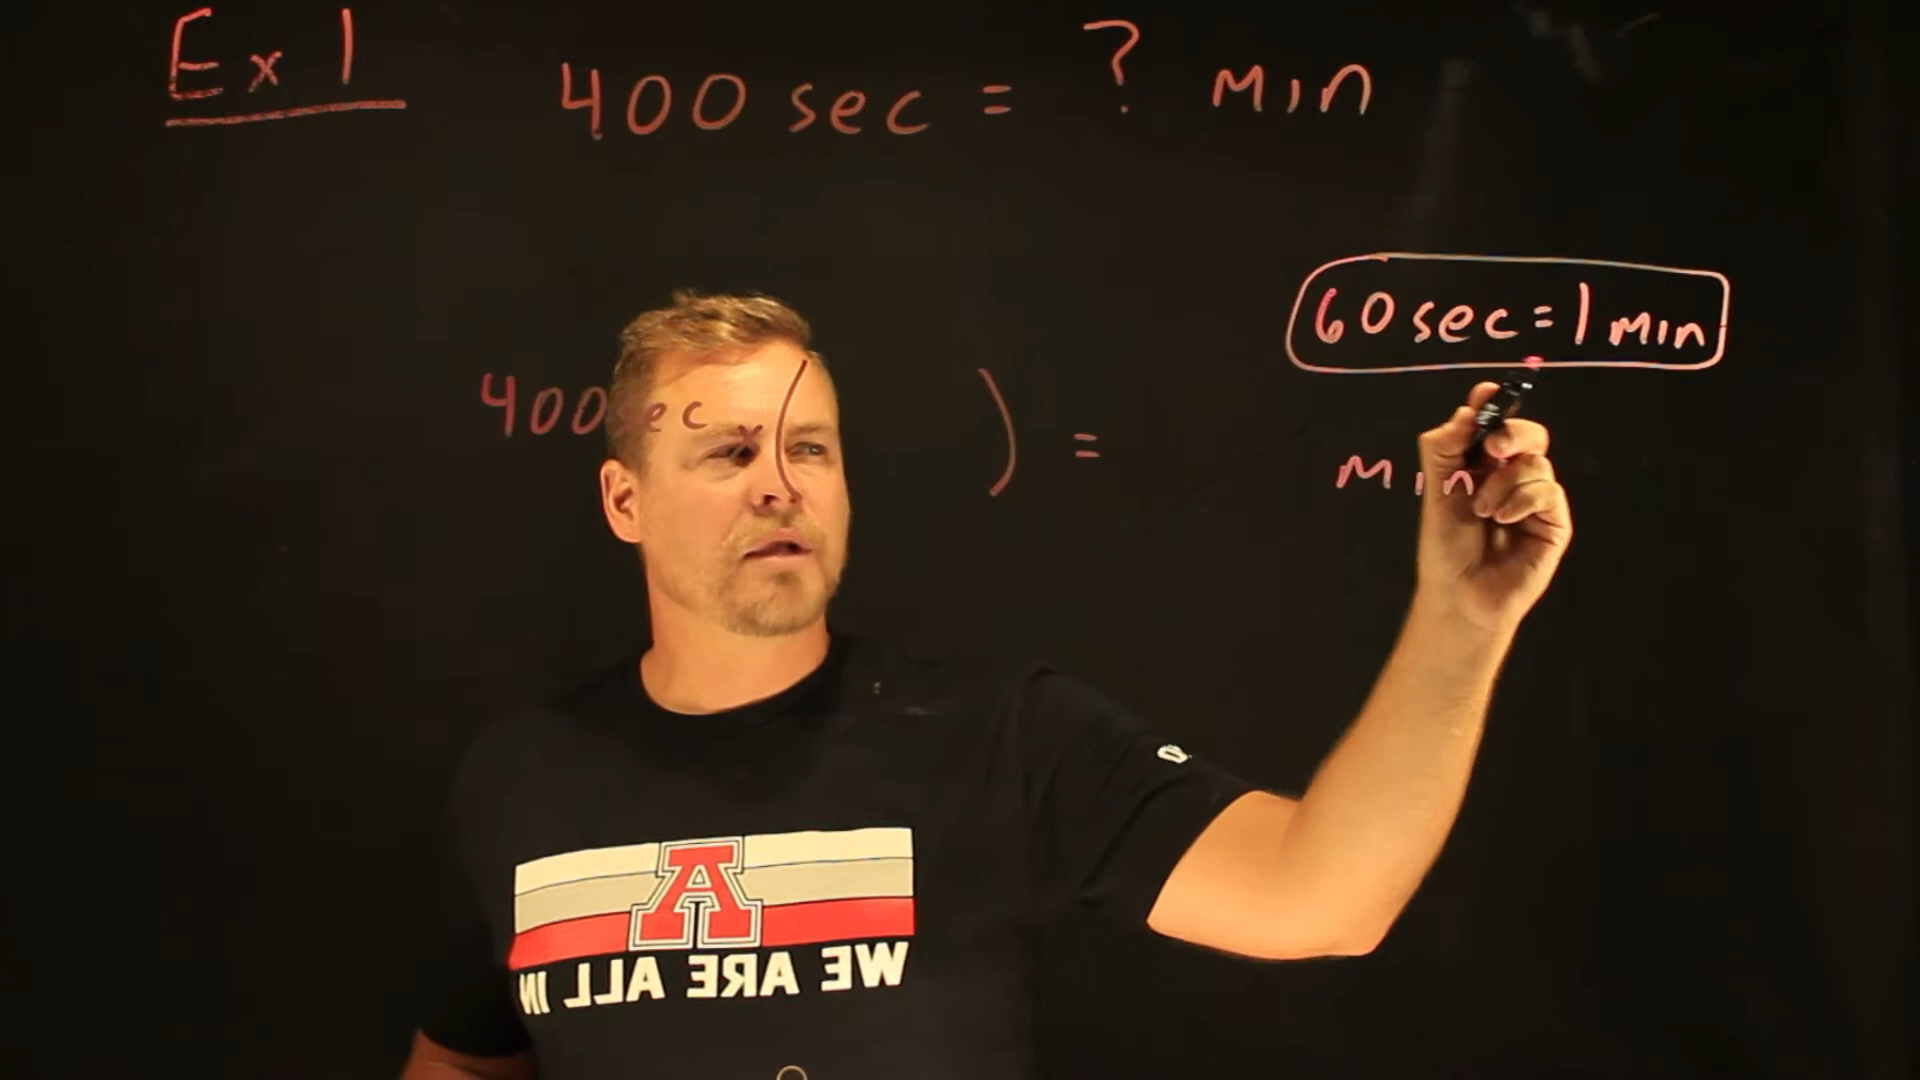 Ex 1
400 sec = ? min
60 sec = 1 min
400 sec x ( ) = min
A
WE ARE ALL IN